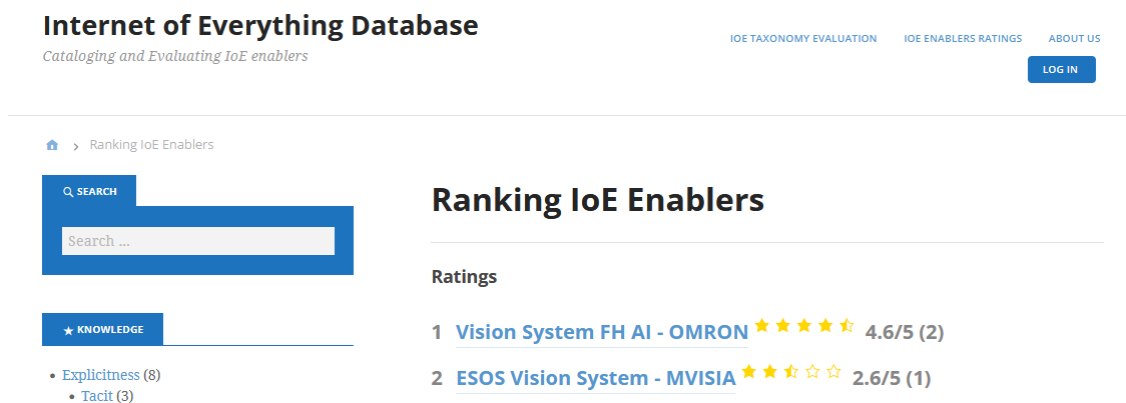 Internet of Everything Database
Cataloging and Evaluating IoE enablers
IOE TAXONOMY EVALUATION IOE ENABLERS RATINGS ABOUT US
LOG IN
Ranking IoE Enablers
SEARCH
Search ...
KNOWLEDGE
Explicitness (8)
Tacit (3)
Ranking IoE Enablers
Ratings
1 Vision System FH AI - OMRON 4.6/5 (2)
2 ESOS Vision System - MVISIA 2.6/5 (1)